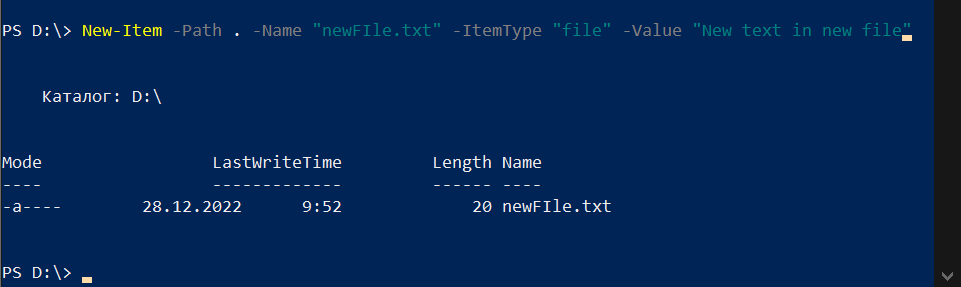 PS D:\> New-Item -Path . -Name "newFIle.txt" -ItemType "file" -Value "New text in new file"
Каталог: D:\
Mode LastWriteTime Length Name
---- ------------- ------ ----
-a---- 28.12.2022 9:52 20 newFIle.txt
PS D:\>